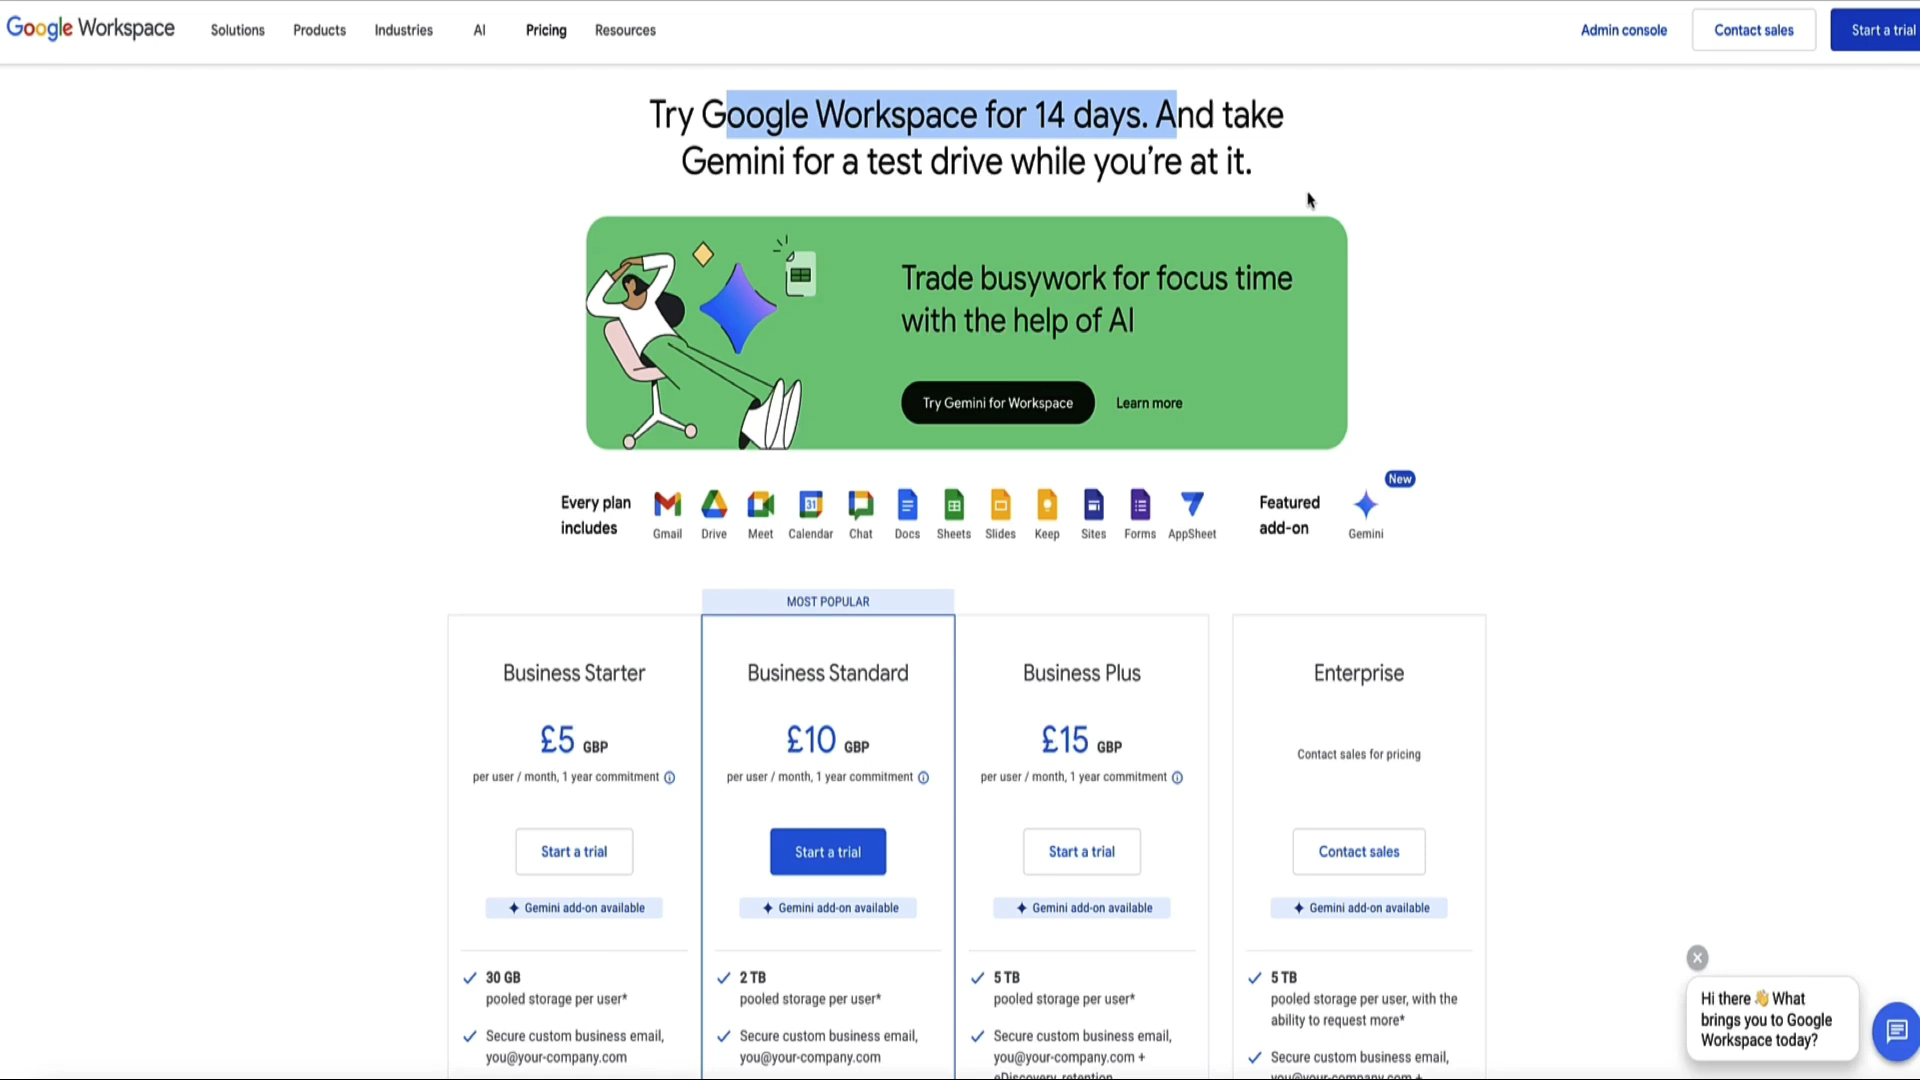 Google Workspace Solutions Products Industries AI Pricing Resources Admin console Contact sales Start a trial
Try Google Workspace for 14 days. And take
Gemini for a test drive while you're at it.
Trade busywork for focus time
with the help of AI
Try Gemini for Workspace Learn more
Every plan
includes
31
Gmail Drive Meet Calendar Chat Docs Sheets Slides Keep Sites Forms AppSheet
Featured
add-on
New
Gemini
MOST POPULAR
Business Starter
£5 GBP
per user / month, 1 year commitment
Start a trial
Gemini add-on available
30 GB
pooled storage per user*
Secure custom business email,
you@your-company.com
Business Standard
£10 GBP
per user / month, 1 year commitment
Start a trial
Gemini add-on available
2 TB
pooled storage per user*
Secure custom business email,
you@your-company.com
Business Plus
£15 GBP
per user / month, 1 year commitment
Start a trial
Gemini add-on available
5 TB
pooled storage per user*
Secure custom business email,
you@your-company.com +
eDiscovery, retention
Enterprise
Contact sales for pricing
Contact sales
Gemini add-on available
5 TB
pooled storage per user, with the
ability to request more*
Secure custom business email,
you@your-company.com +
Hi there 👋 What
brings you to Google
Workspace today?